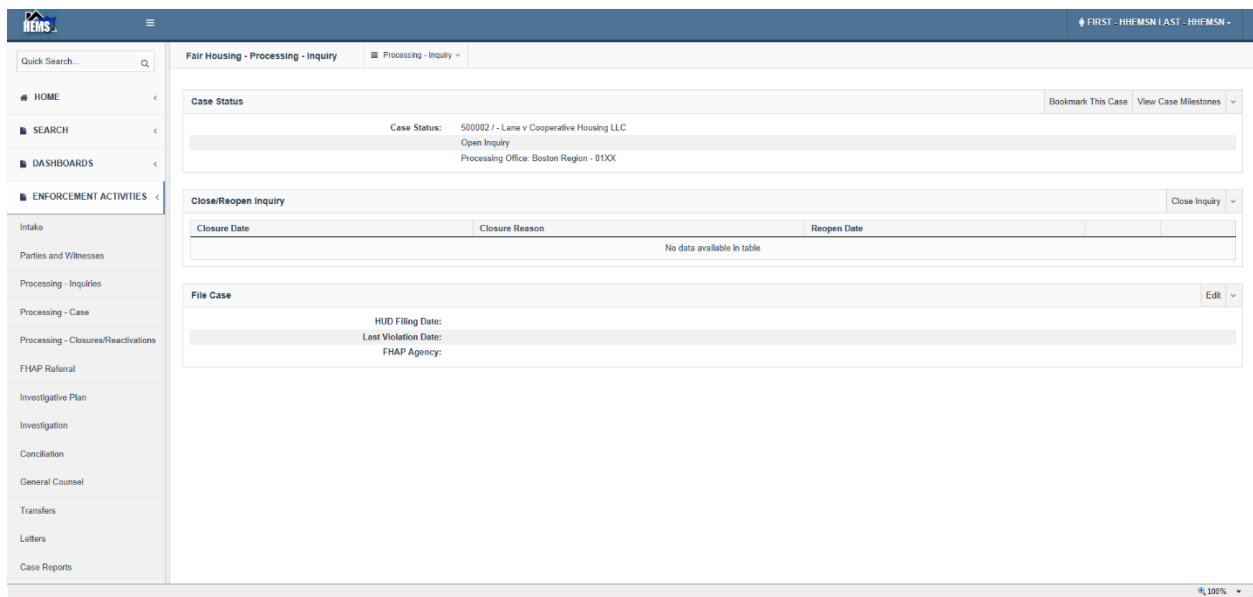 HEMS
FIRST - HHEMSN LAST - HHEMSN
Quick Search...
Fair Housing - Processing - Inquiry
Processing - Inquiry
HOME
SEARCH
DASHBOARDS
ENFORCEMENT ACTIVITIES
Intake
Parties and Witnesses
Processing - Inquiries
Processing - Case
Processing - Closures/Reactivations
FHAP Referral
Investigative Plan
Investigation
Conciliation
General Counsel
Transfers
Letters
Case Reports
Case Status
Bookmark This Case View Case Milestones
Case Status: 500002 / - Lane v Cooperative Housing LLC
Open Inquiry
Processing Office: Boston Region - 01XX
Close/Reopen Inquiry
Close Inquiry
Closure Date Closure Reason Reopen Date
No data available in table
File Case
Edit
HUD Filing Date:
Last Violation Date:
FHAP Agency:
100%